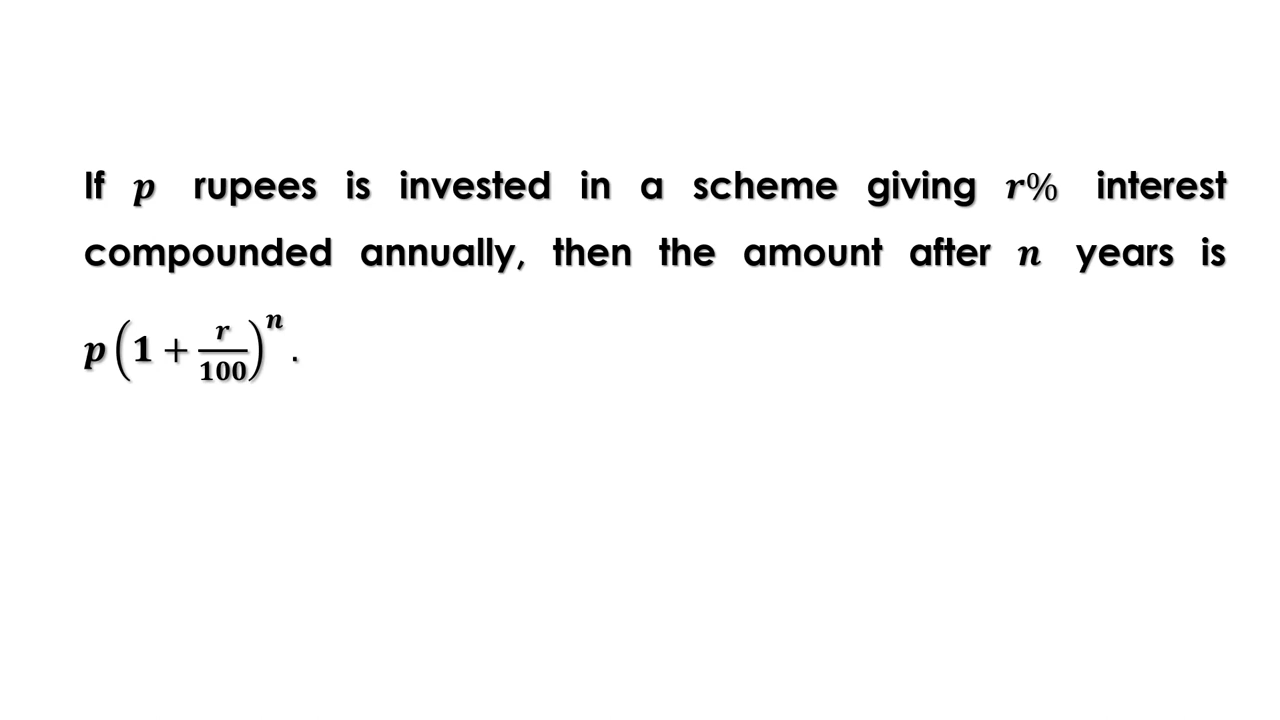 If p rupees is invested in a scheme giving r% interest
compounded annually, then the amount after n years is
p(1 + r/100)^n.